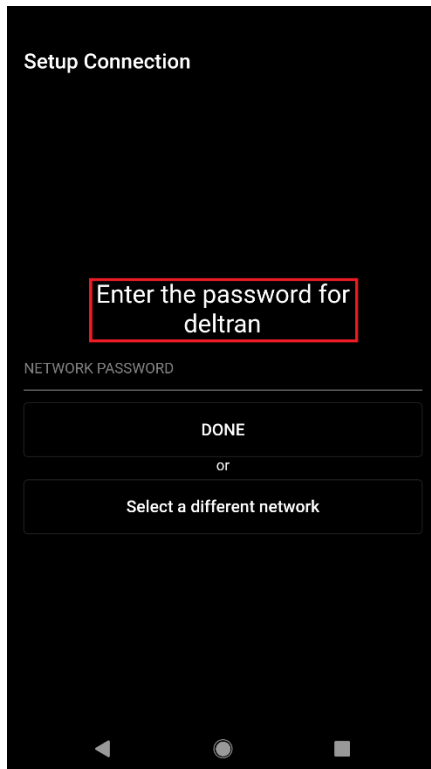 Setup Connection
Enter the password for
deltran
NETWORK PASSWORD
DONE
or
Select a different network